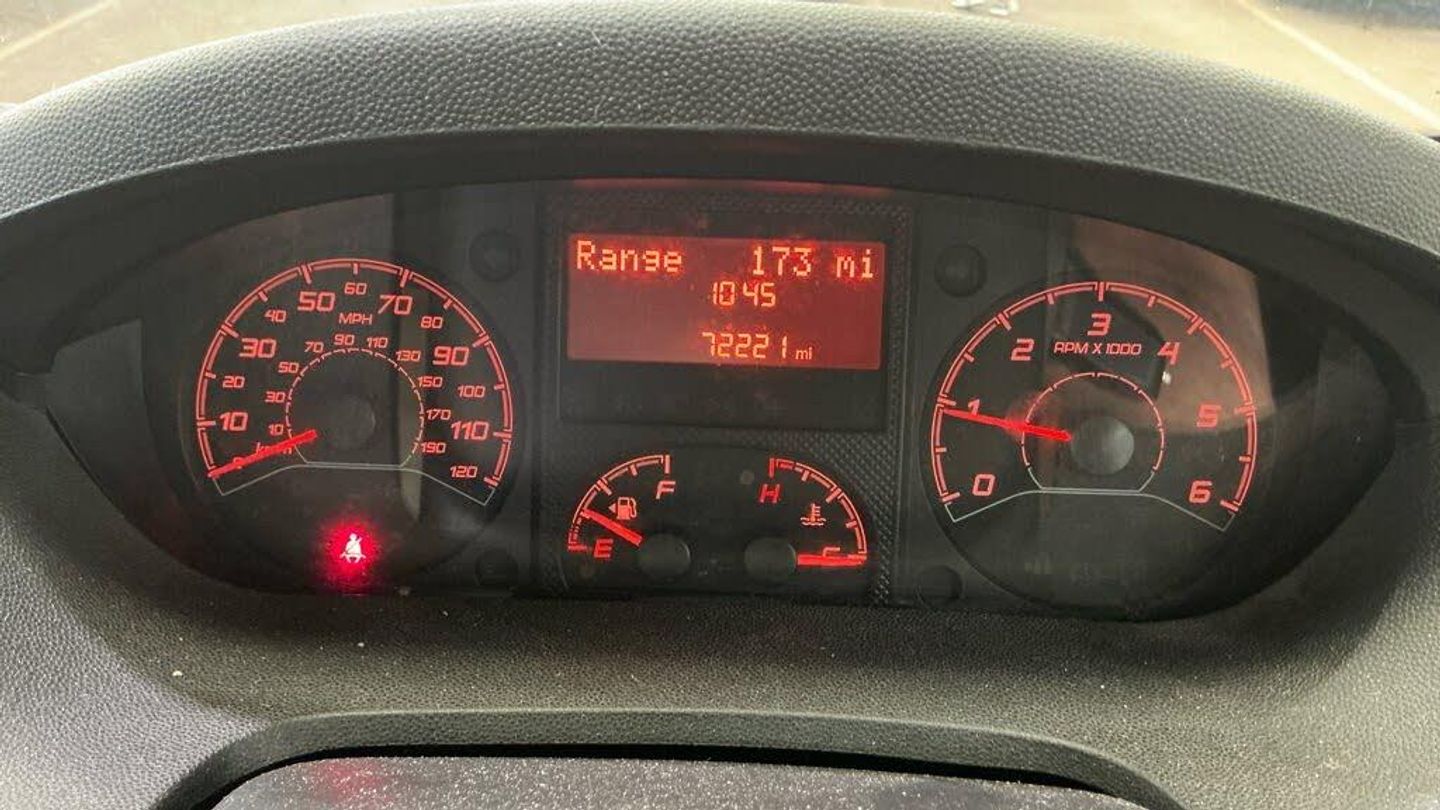 Range 173 mi
10:45
72221 mi
10 20 30 40 50 60 70 80 90 100 110 120
MPH
10 30 50 70 90 110 130 150 170 190
km/h
E F
H C
0 1 2 3 4 5 6
RPM X 1000